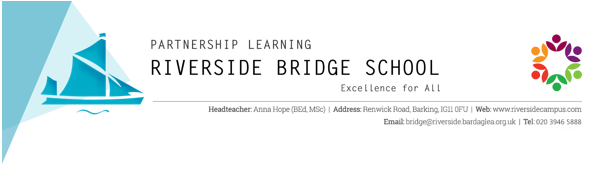 PARTNERSHIP LEARNING
RIVERSIDE BRIDGE SCHOOL
Excellence for All
Headteacher: Anna Hope (BEd, MSc) | Address: Renwick Road, Barking, IG11 0FU | Web: www.riversidecampus.com
Email: bridge@riverside.bardaglea.org.uk | Tel: 020 3946 5888